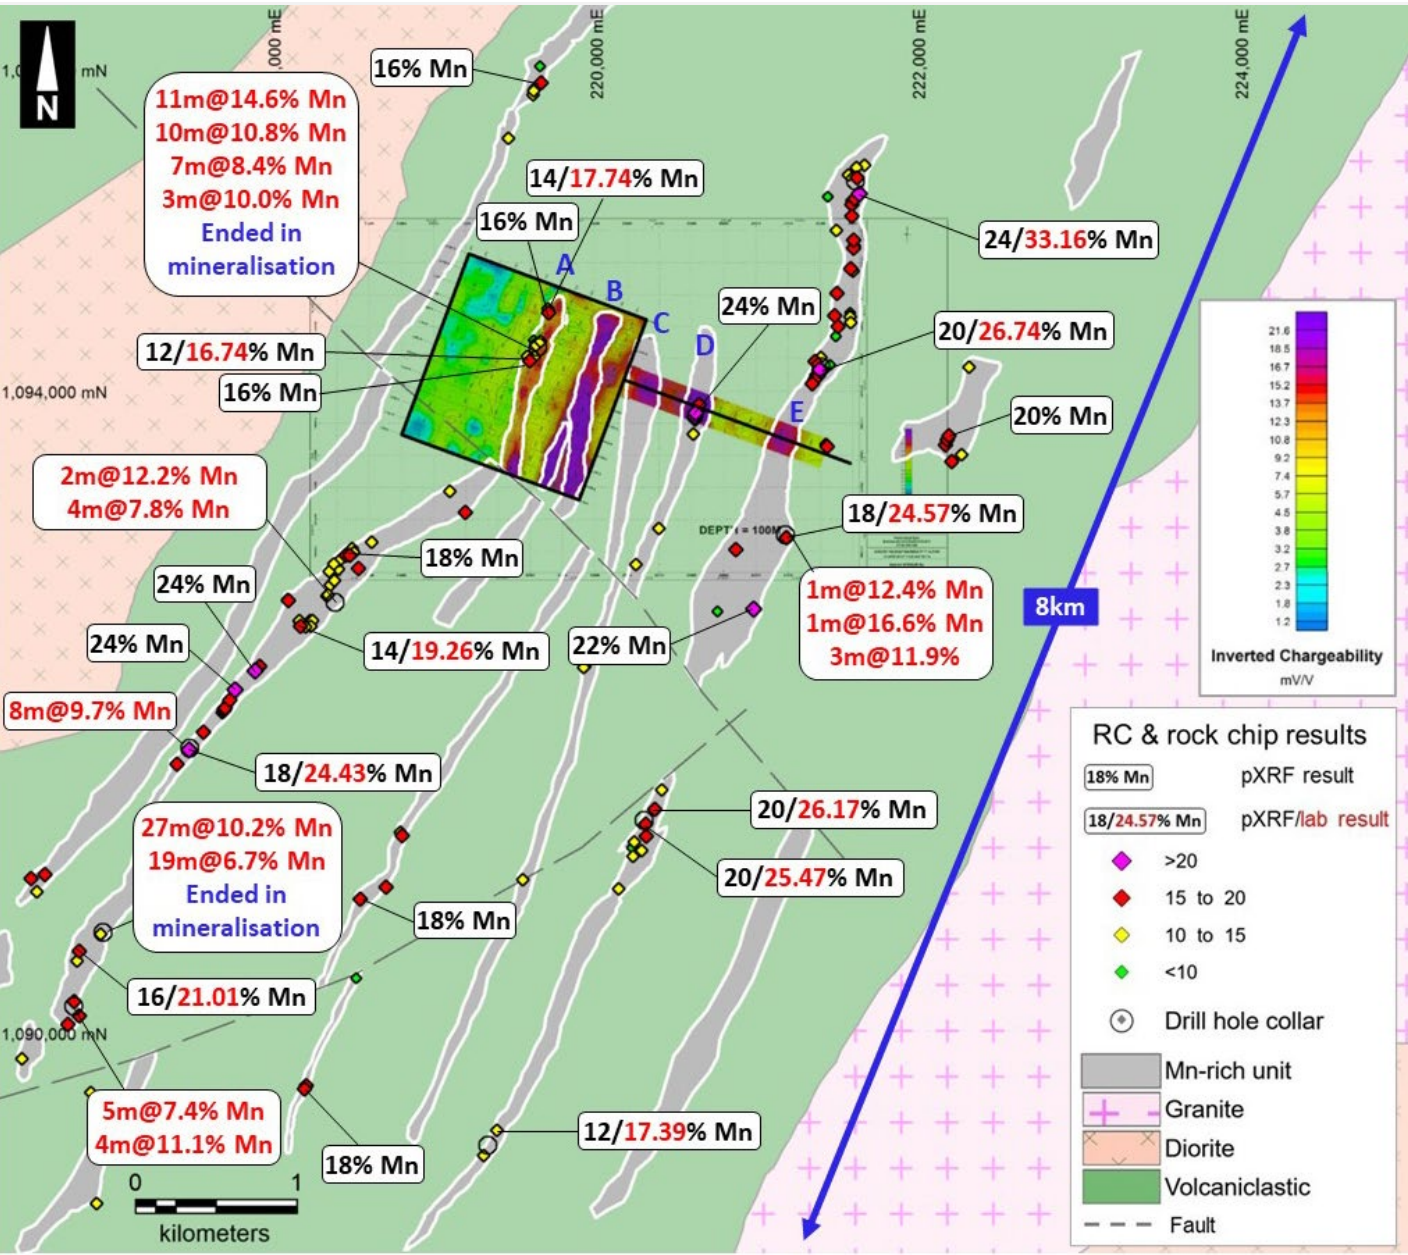 ,000 mE
220,000 mE
222,000 mE
224,000 mE
N
1,0
mN
16% Mn
11m@14.6% Mn
10m@10.8% Mn
7m@8.4% Mn
3m@10.0% Mn
Ended in
mineralisation
14/17.74% Mn
16% Mn
24/33.16% Mn
A
B
C
D
E
24% Mn
20/26.74% Mn
12/16.74% Mn
16% Mn
1,094,000 mN
20% Mn
21.6
18.5
16.7
15.2
13.7
12.3
10.8
9.2
7.4
5.7
4.5
3.8
3.2
2.7
2.3
1.8
1.2
Inverted Chargeability
mV/V
2m@12.2% Mn
4m@7.8% Mn
18/24.57% Mn
DEPT = 100M
18% Mn
24% Mn
1m@12.4% Mn
1m@16.6% Mn
3m@11.9%
8km
24% Mn
14/19.26% Mn
22% Mn
8m@9.7% Mn
18/24.43% Mn
RC & rock chip results
18% Mn pXRF result
18/24.57% Mn pXRF/lab result
>20
15 to 20
10 to 15
<10
Drill hole collar
Mn-rich unit
Granite
Diorite
Volcaniclastic
Fault
27m@10.2% Mn
19m@6.7% Mn
Ended in
mineralisation
20/26.17% Mn
20/25.47% Mn
18% Mn
16/21.01% Mn
1,090,000 mN
5m@7.4% Mn
4m@11.1% Mn
12/17.39% Mn
18% Mn
0 1
kilometers